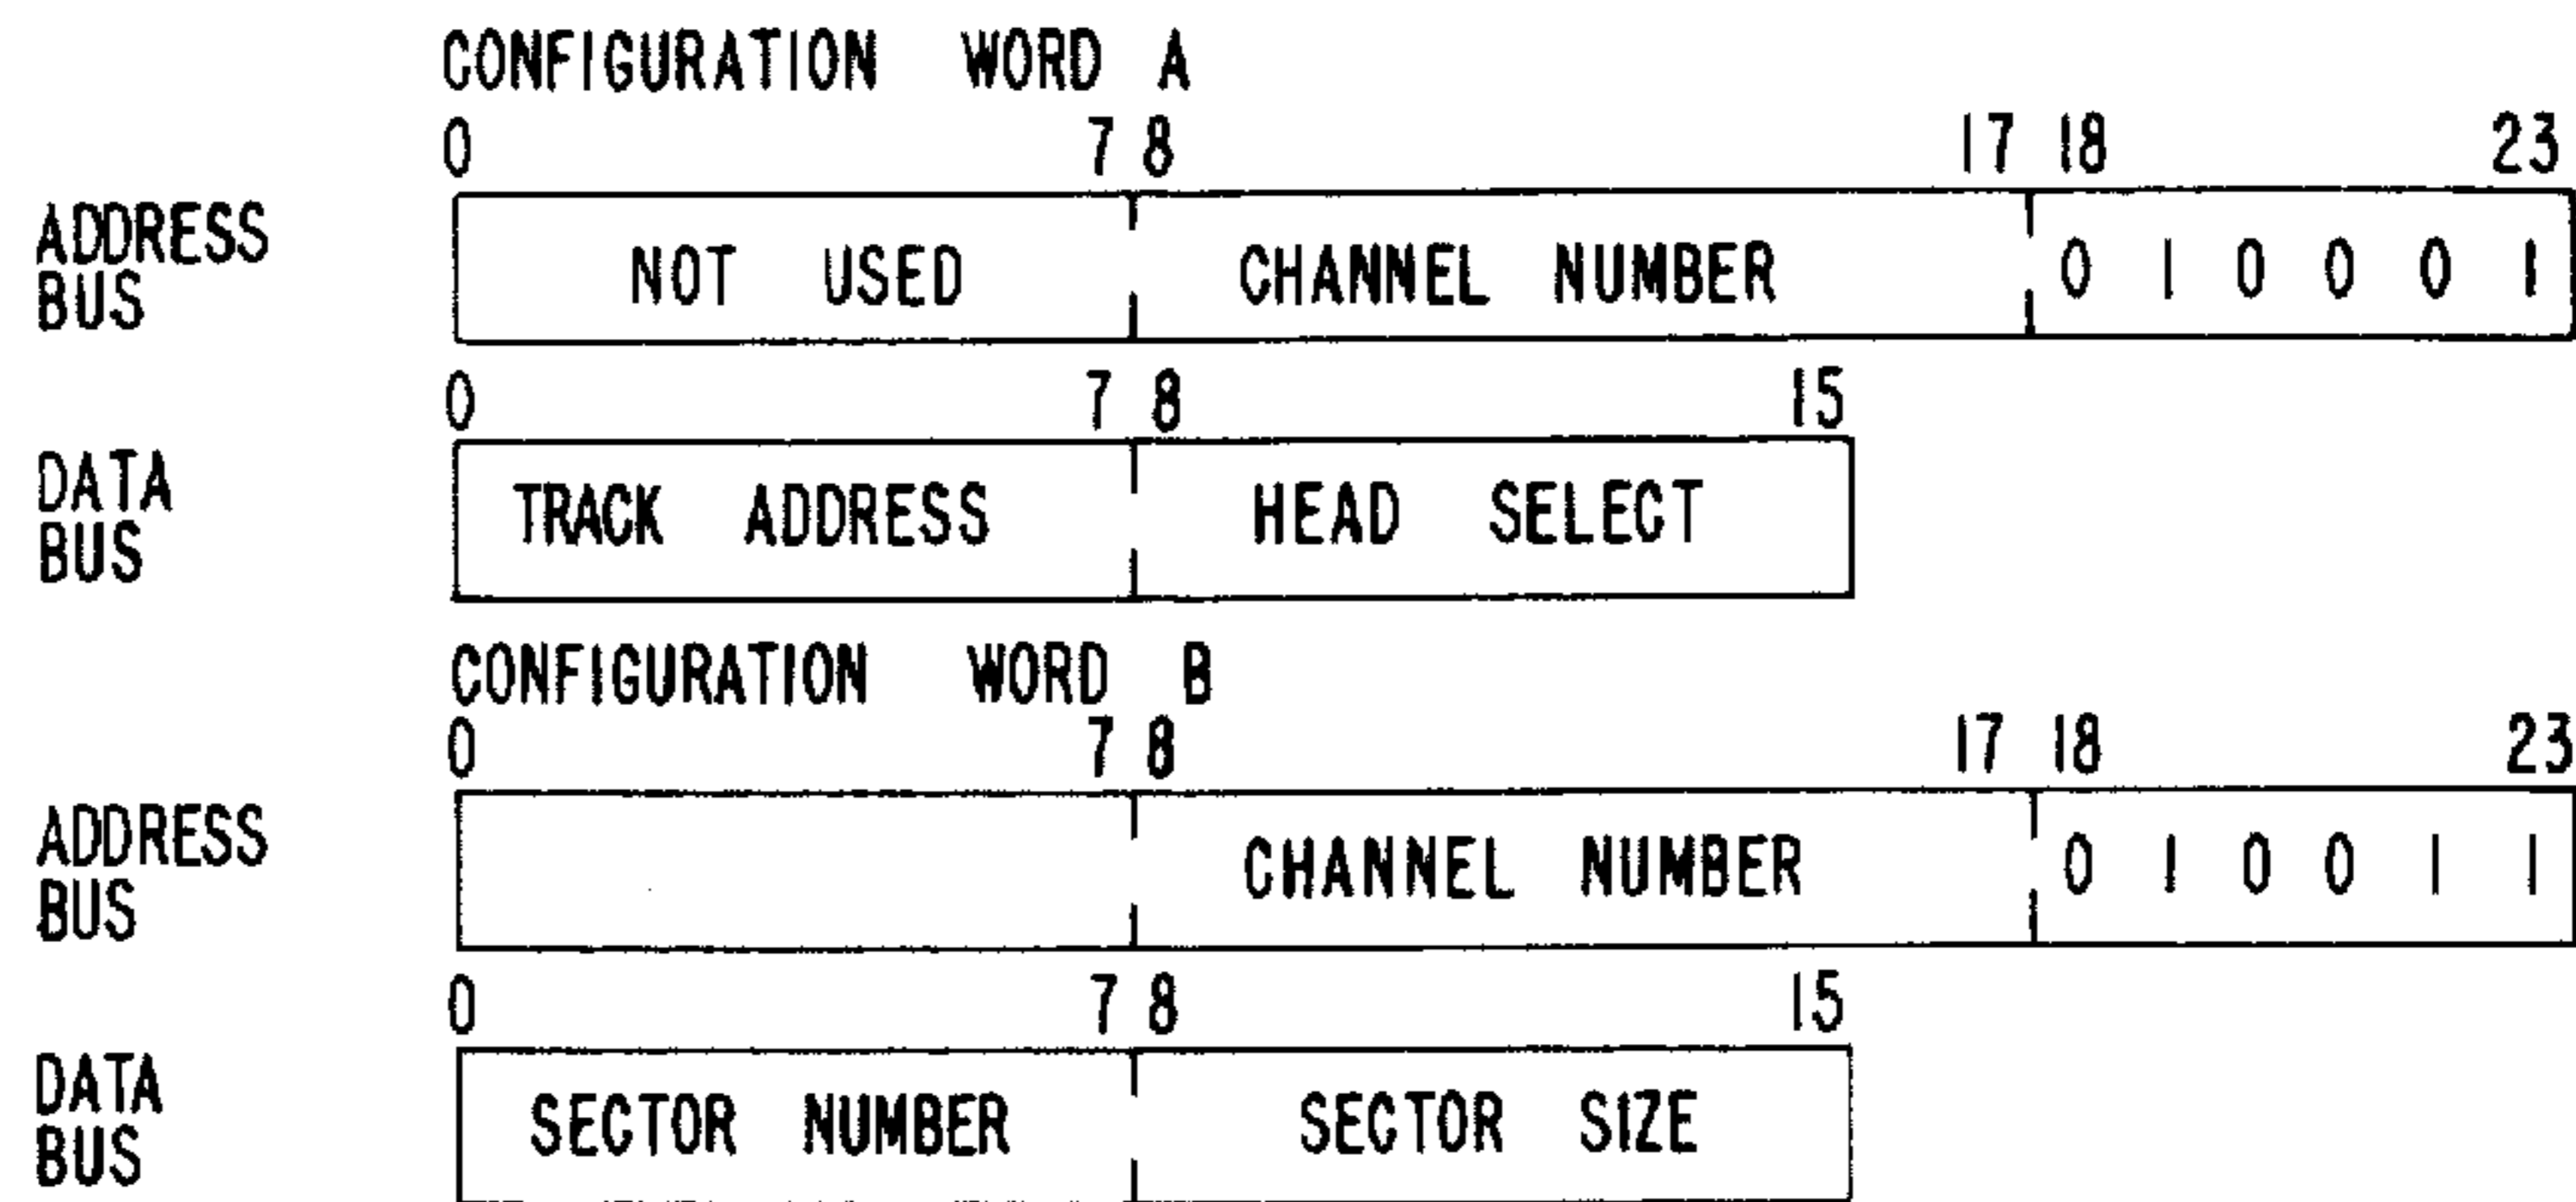 CONFIGURATION WORD A
0 7 8 17 18 23
ADDRESS BUS NOT USED CHANNEL NUMBER 0 1 0 0 0 1
0 7 8 15
DATA BUS TRACK ADDRESS HEAD SELECT
CONFIGURATION WORD B
0 7 8 17 18 23
ADDRESS BUS CHANNEL NUMBER 0 1 0 0 1 1
0 7 8 15
DATA BUS SECTOR NUMBER SECTOR SIZE